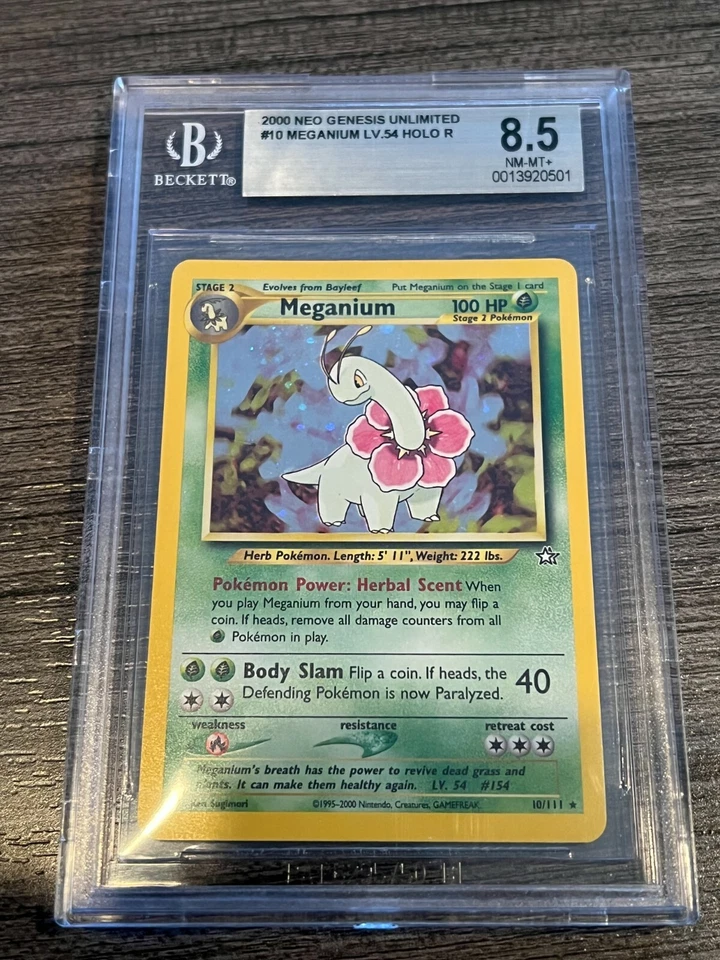 2000 NEO GENESIS UNLIMITED
#10 MEGANIUM LV.54 HOLO R
8.5
NM-MT+
0013920501
B
BECKETT®
STAGE 2 Evolves from Bayleef Put Meganium on the Stage 1 card
Meganium 100 HP
Stage 2 Pokémon
Herb Pokémon. Length: 5' 11", Weight: 222 lbs.
Pokémon Power: Herbal Scent When
you play Meganium from your hand, you may flip a
coin. If heads, remove all damage counters from all
Pokémon in play.
Body Slam Flip a coin. If heads, the
Defending Pokémon is now Paralyzed. 40
weakness resistance retreat cost
Meganium's breath has the power to revive dead grass and
plants. It can make them healthy again. LV. 54 #154
Ken Sugimori ©1995-2000 Nintendo, Creatures, GAMEFREAK. 10/111 ★